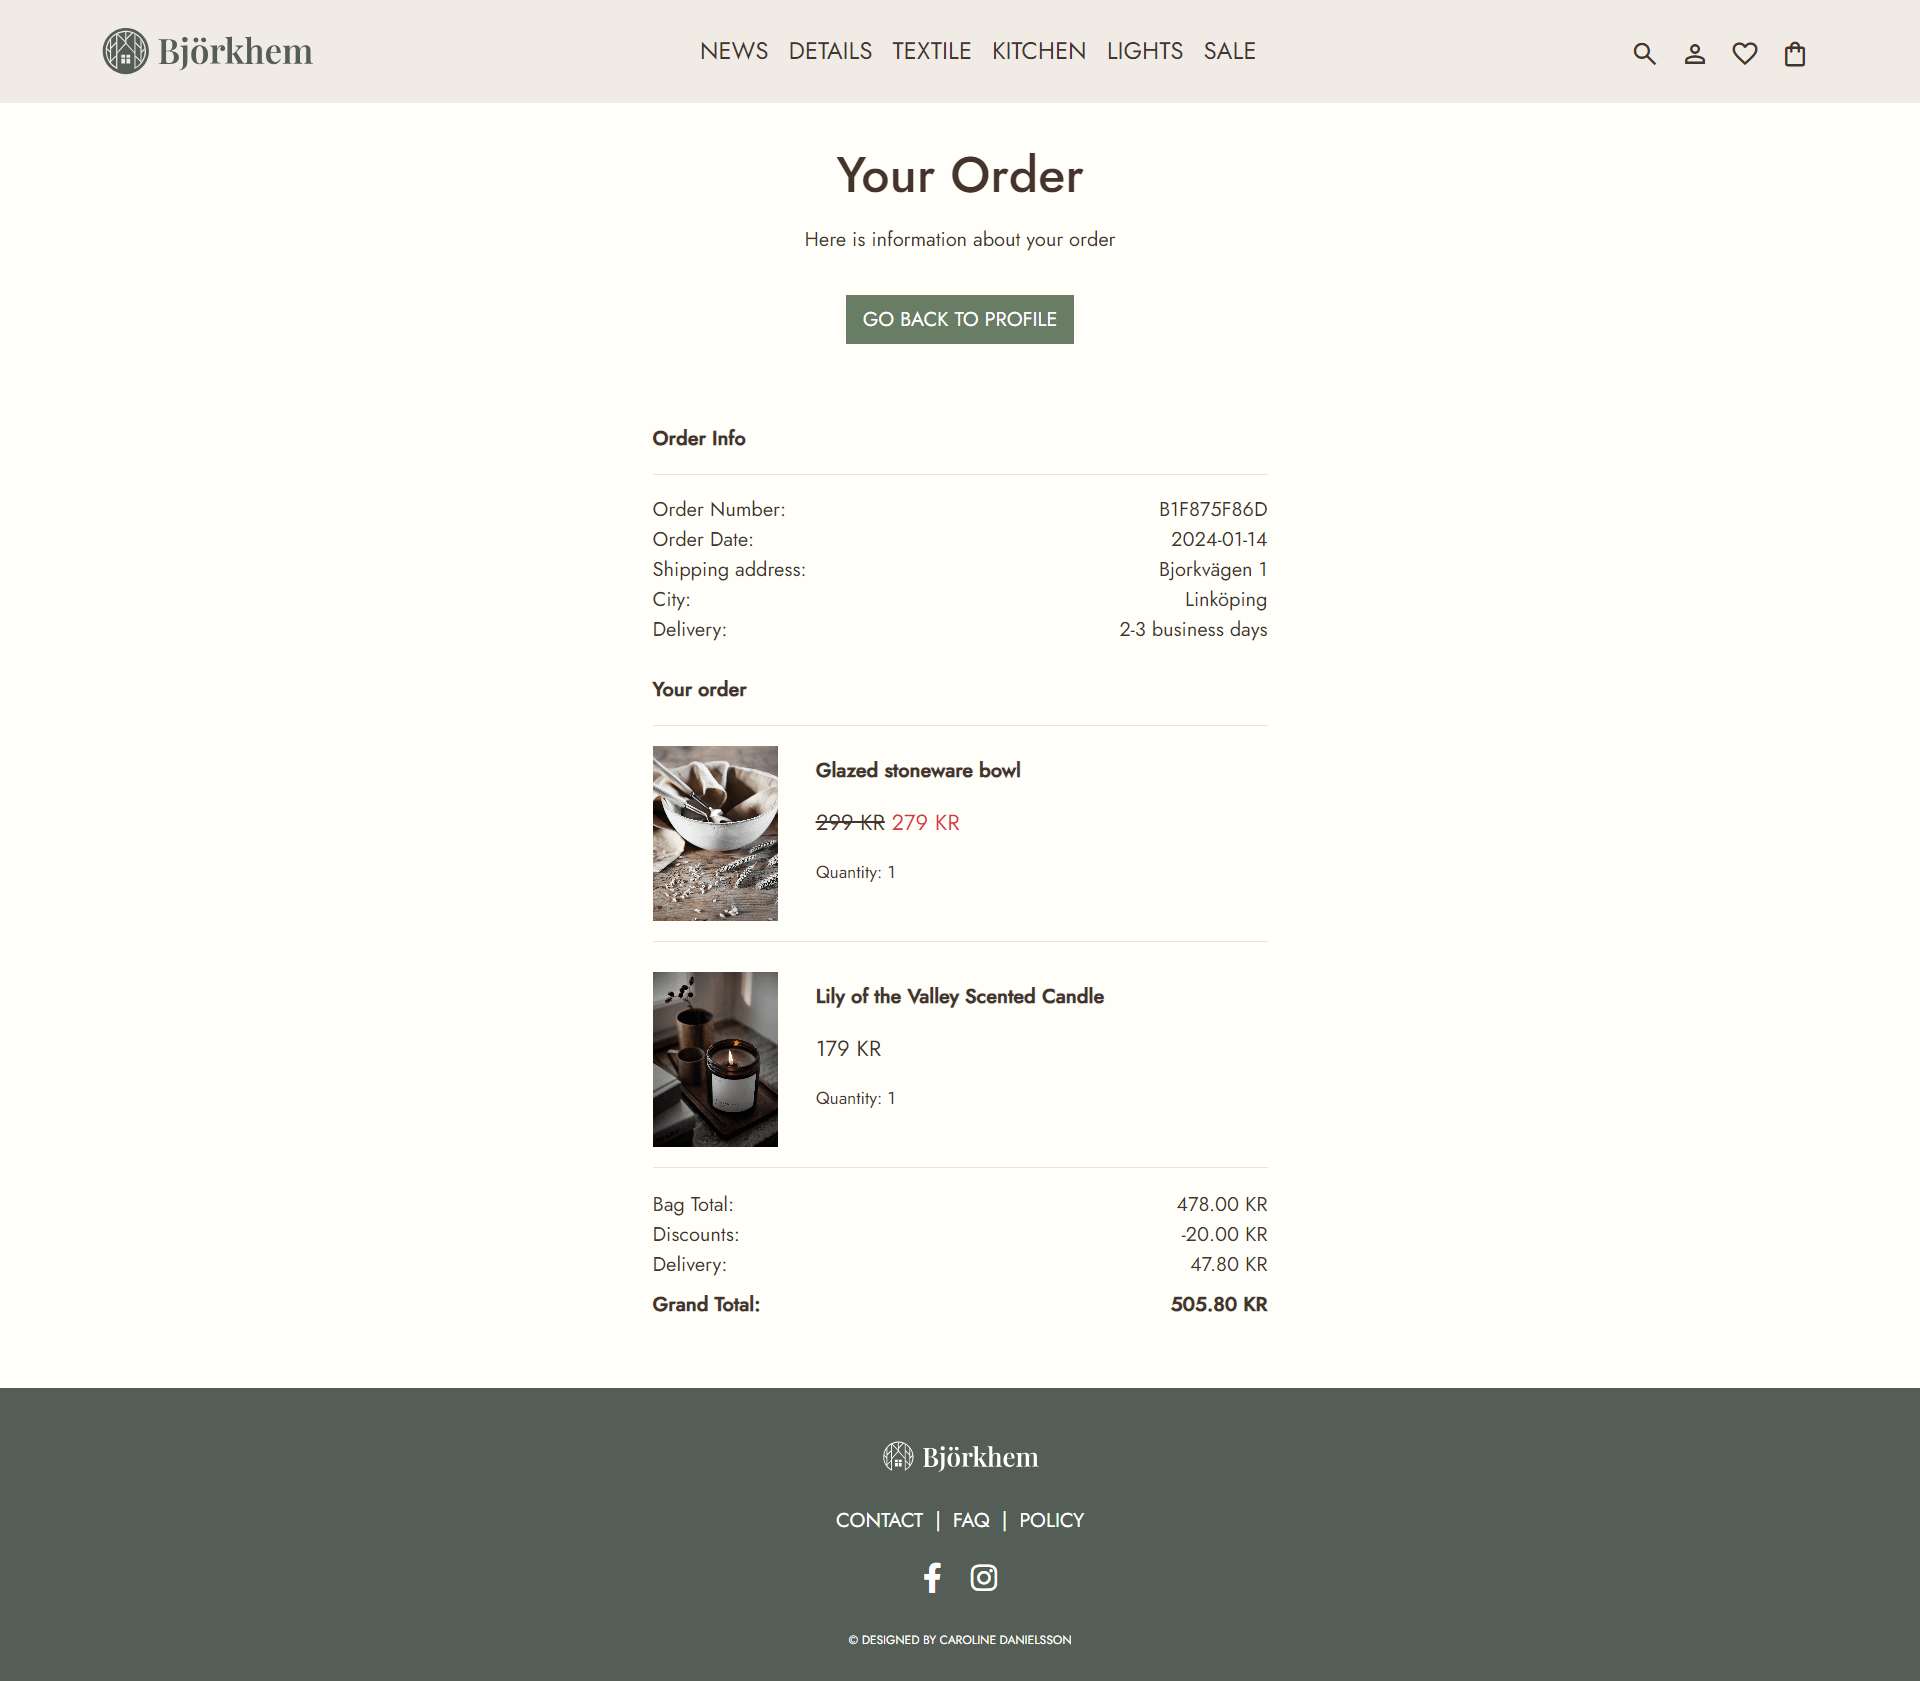 Björkhem
NEWS DETAILS TEXTILE KITCHEN LIGHTS SALE
Your Order
Here is information about your order
GO BACK TO PROFILE
Order Info
Order Number: B1F875F86D
Order Date: 2024-01-14
Shipping address: Bjorkvägen 1
City: Linköping
Delivery: 2-3 business days
Your order
Glazed stoneware bowl
299 KR 279 KR
Quantity: 1
Lily of the Valley Scented Candle
179 KR
Quantity: 1
Bag Total: 478.00 KR
Discounts: -20.00 KR
Delivery: 47.80 KR
Grand Total: 505.80 KR
Björkhem
CONTACT | FAQ | POLICY
© DESIGNED BY CAROLINE DANIELSSON